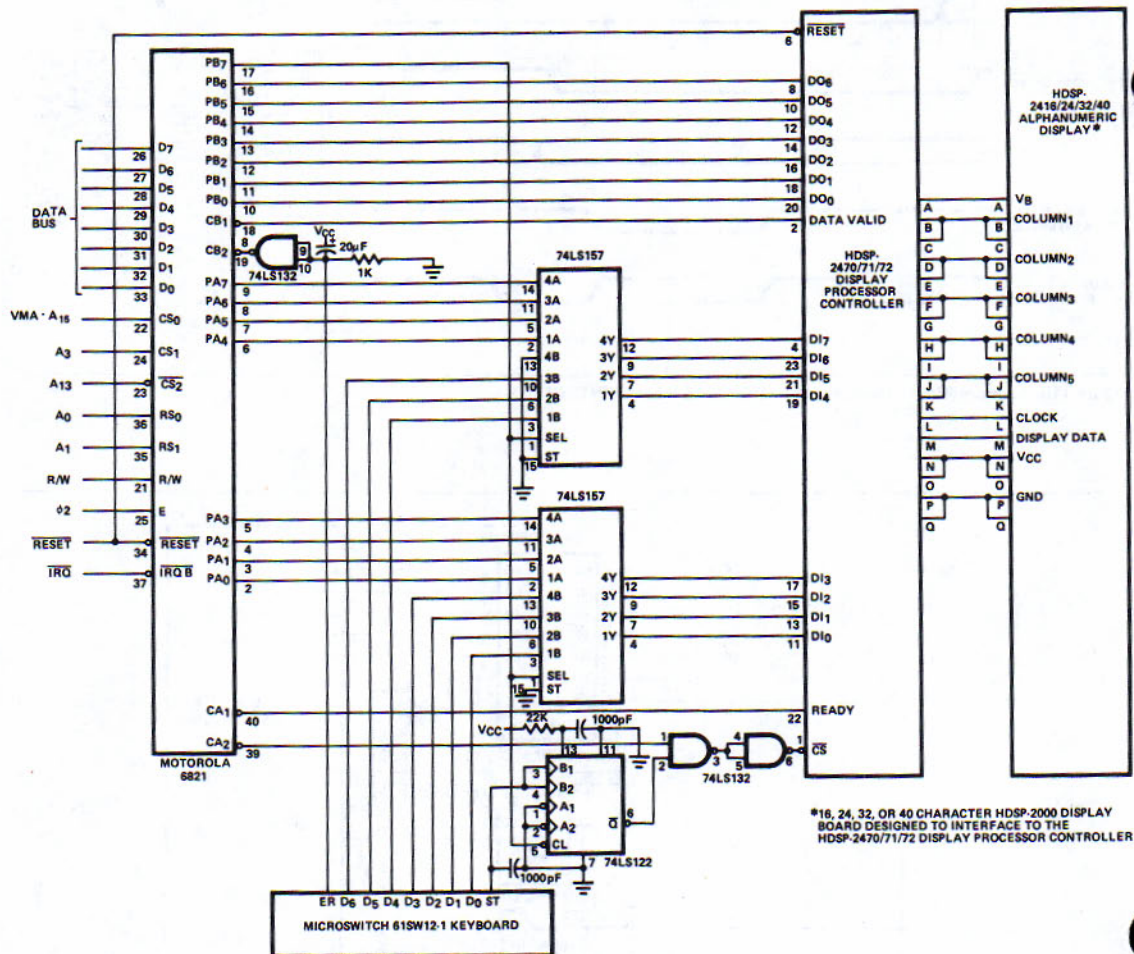 DATA
BUS
D7
26
D6
27
D5
28
D4
29
D3
30
D2
31
D1
32
D0
33
VMA · A15
22
CS0
A3
24
CS1
A13
23
CS2
A0
36
RS0
A1
35
RS1
R/W
21
R/W
ϕ2
25
E
RESET
34
RESET
IRQ
37
IRQ B
PB7
17
PB6
16
PB5
15
PB4
14
PB3
13
PB2
12
PB1
11
PB0
10
CB1
18
CB2
19
PA7
9
PA6
8
PA5
7
PA4
6
PA3
5
PA2
4
PA1
3
PA0
2
CA1
40
CA2
39
MOTOROLA
6821
8
9
10
74LS132
VCC
+
20µF
1K
74LS157
14
4A
11
3A
5
2A
2
1A
13
4B
10
3B
6
2B
3
1B
1
SEL
15
ST
4Y
12
3Y
9
2Y
7
1Y
4
74LS157
14
4A
11
3A
5
2A
2
1A
13
4B
10
3B
6
2B
3
1B
1
SEL
15
ST
4Y
12
3Y
9
2Y
7
1Y
4
VCC
22K
1000pF
13
11
3
B1
4
B2
1
A1
2
A2
5
CL
Q
6
7
74LS122
1000pF
1
2
3
4
5
6
74LS132
ER D6 D5 D4 D3 D2 D1 D0 ST
MICROSWITCH 61SW12-1 KEYBOARD
6
RESET
8
DO6
10
DO5
12
DO4
14
DO3
16
DO2
18
DO1
20
DO0
2
DATA VALID
HDSP-
2470/71/72
DISPLAY
PROCESSOR
CONTROLLER
4
DI7
23
DI6
21
DI5
19
DI4
17
DI3
15
DI2
13
DI1
11
DI0
22
READY
1
CS
A
B
C
D
E
F
G
H
I
J
K
L
M
N
O
P
Q
A
B
C
D
E
F
G
H
I
J
K
L
M
N
O
P
Q
HDSP-
2416/24/32/40
ALPHANUMERIC
DISPLAY*
VB
COLUMN1
COLUMN2
COLUMN3
COLUMN4
COLUMN5
CLOCK
DISPLAY DATA
VCC
GND
*16, 24, 32, OR 40 CHARACTER HDSP-2000 DISPLAY
BOARD DESIGNED TO INTERFACE TO THE
HDSP-2470/71/72 DISPLAY PROCESSOR CONTROLLER